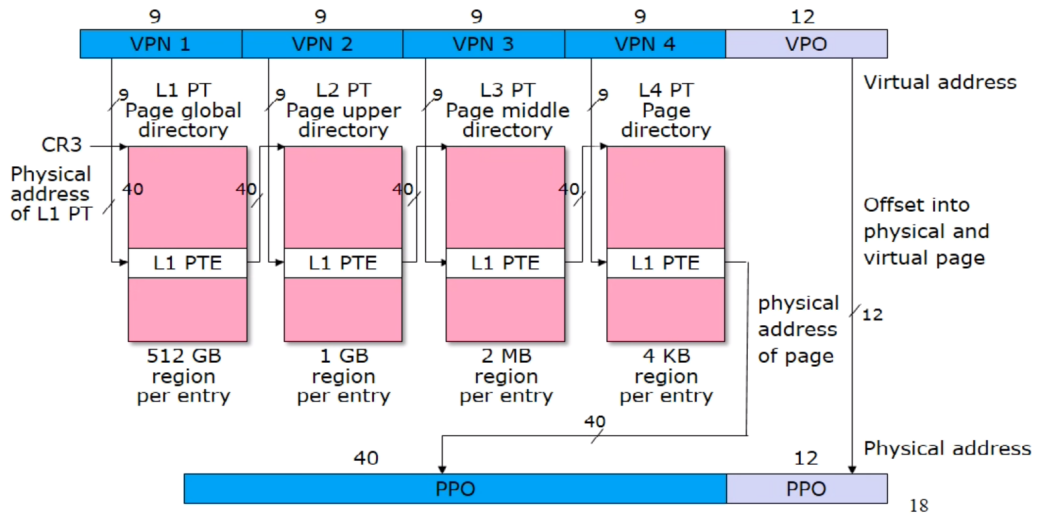 9 9 9 9 12
VPN 1 VPN 2 VPN 3 VPN 4 VPO
Virtual address
9 9 9 9
L1 PT
Page global
directory
L2 PT
Page upper
directory
L3 PT
Page middle
directory
L4 PT
Page
directory
CR3
Physical
address
of L1 PT
40 40 40 40
L1 PTE L1 PTE L1 PTE L1 PTE
Offset into
physical and
virtual page
12
512 GB
region
per entry
1 GB
region
per entry
2 MB
region
per entry
4 KB
region
per entry
physical
address
of page
40
Physical address
40 12
PPO PPO
18